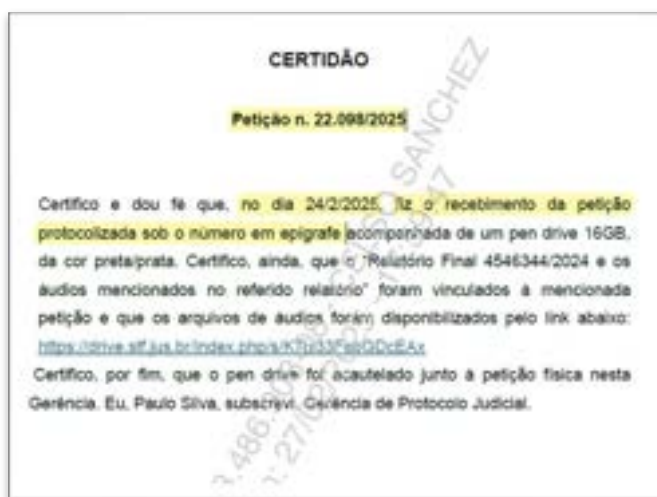 CERTIDÃO
Petição n. 22.098/2025
Certifico e dou fé que, no dia 24/2/2025, fiz o recebimento da petição
protocolizada sob o número em epígrafe acompanhada de um pen drive 16GB,
da cor preta/prata. Certifico, ainda, que o "Relatório Final 4546344/2024 e os
áudios mencionados no referido relatório" foram vinculados à mencionada
petição e que os arquivos de áudios foram disponibilizados pelo link abaixo:
Certifico, por fim, que o pen drive foi acautelado junto à petição física nesta
Gerência. Eu, Paulo Silva, subscrevi. Gerência de Protocolo Judicial.